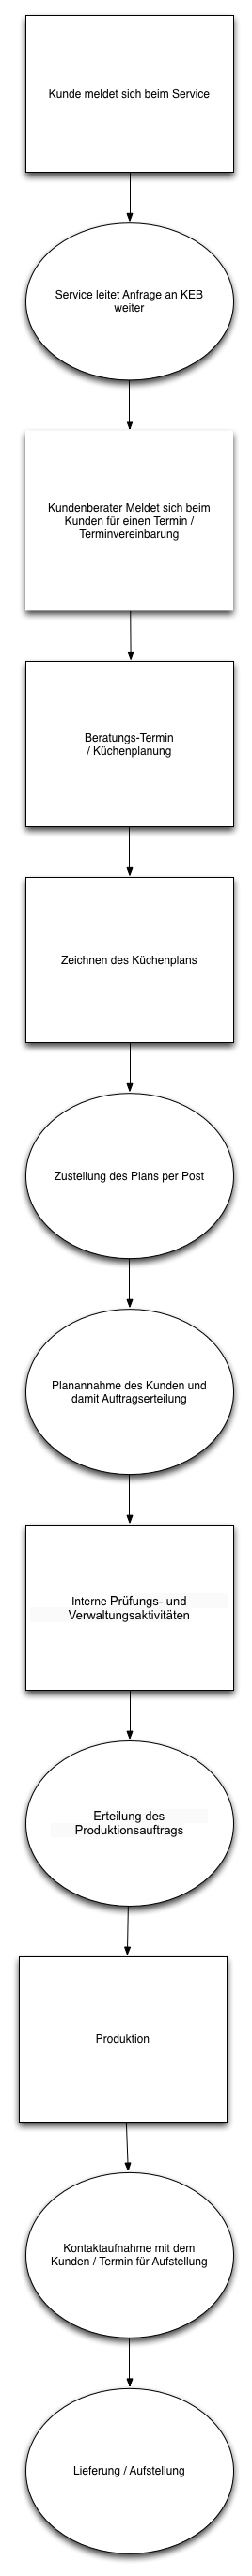 Kunde meldet sich beim Service
Service leitet Anfrage an KEB
weiter
Kundenberater Meldet sich beim
Kunden für einen Termin /
Terminvereinbarung
Beratungs-Termin
/ Küchenplanung
Zeichnen des Küchenplans
Zustellung des Plans per Post
Planannahme des Kunden und
damit Auftragserteilung
Interne Prüfungs- und
Verwaltungsaktivitäten
Erteilung des
Produktionsauftrags
Produktion
Kontaktaufnahme mit dem
Kunden / Termin für Aufstellung
Lieferung / Aufstellung